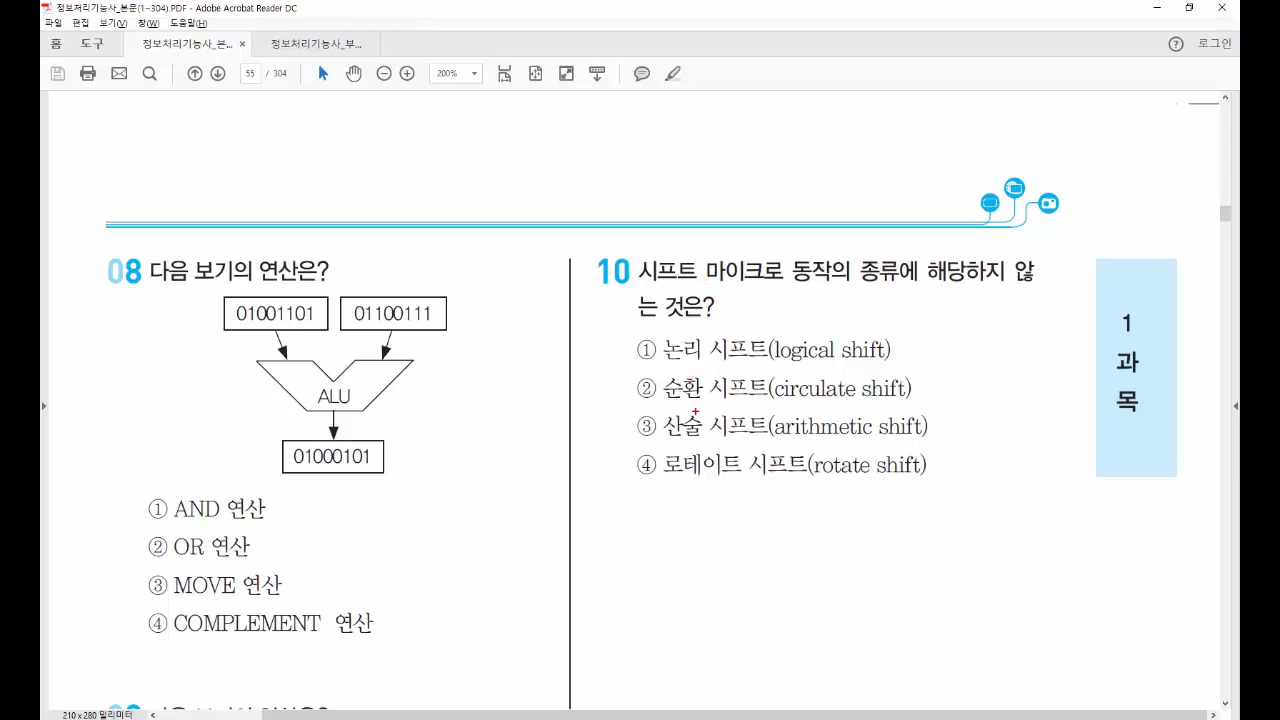 정보처리기능사_본문(1~304).PDF - Adobe Acrobat Reader DC
파일 편집 보기(V) 창(W) 도움말(H)
홈 도구 정보처리기능사_본... × 정보처리기능사_부... ? 로그인
55 / 304 200%
08 다음 보기의 연산은?
01001101 01100111
ALU
01000101
① AND 연산
② OR 연산
③ MOVE 연산
④ COMPLEMENT 연산
10 시프트 마이크로 동작의 종류에 해당하지 않
는 것은?
① 논리 시프트(logical shift)
② 순환 시프트(circulate shift)
③ 산술 시프트(arithmetic shift)
④ 로테이트 시프트(rotate shift)
1
과
목
210 x 280 밀리미터